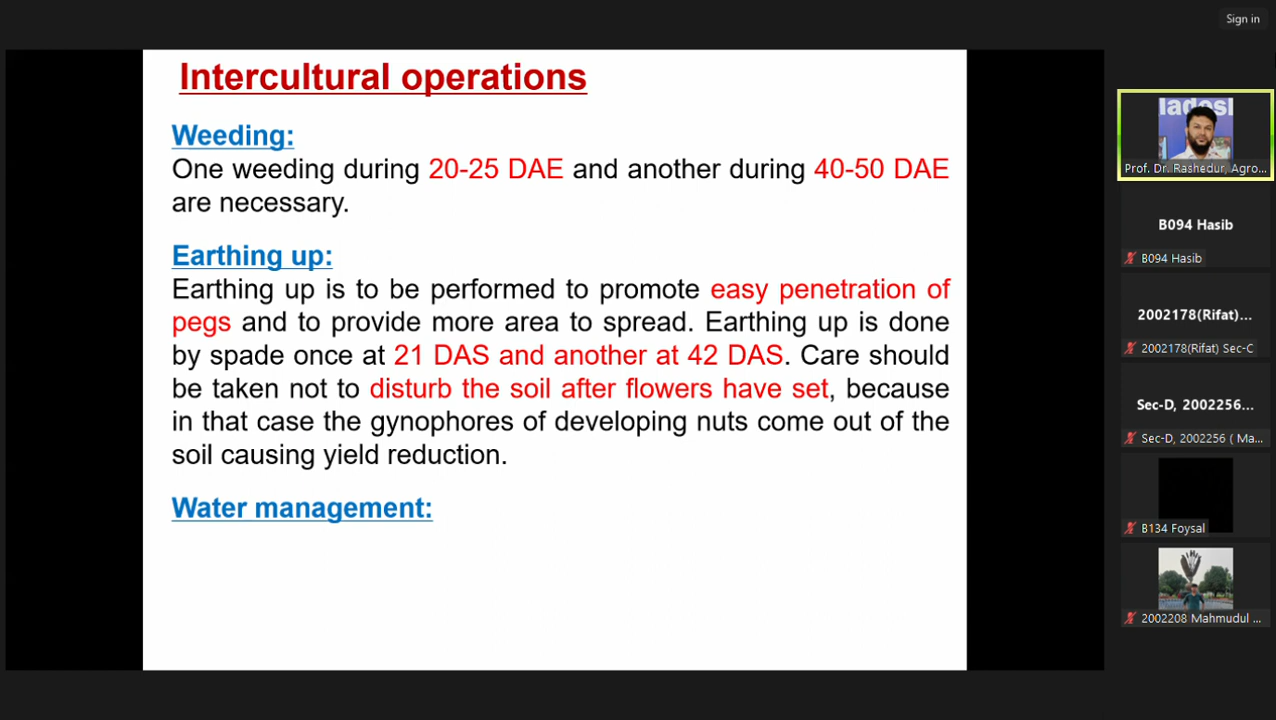 Sign in
Intercultural operations
Weeding:
One weeding during 20-25 DAE and another during 40-50 DAE
are necessary.
Earthing up:
Earthing up is to be performed to promote easy penetration of
pegs and to provide more area to spread. Earthing up is done
by spade once at 21 DAS and another at 42 DAS. Care should
be taken not to disturb the soil after flowers have set, because
in that case the gynophores of developing nuts come out of the
soil causing yield reduction.
Water management:
ladesl
Prof. Dr. Rashedur, Agro...
B094 Hasib
B094 Hasib
2002178(Rifat)...
2002178(Rifat) Sec-C
Sec-D, 2002256...
Sec-D, 2002256 ( Ma...
B134 Foysal
2002208 Mahmudul ...